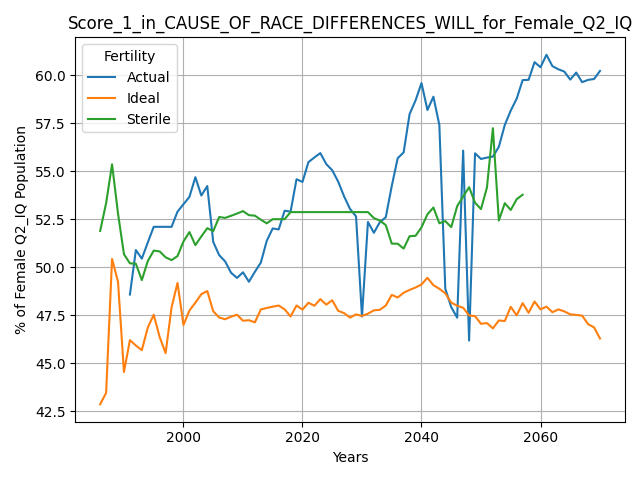 Score_1_in_CAUSE_OF_RACE_DIFFERENCES_WILL_for_Female_Q2_IQ
Fertility
Actual
Ideal
Sterile
% of Female Q2_IQ Population
60.0
57.5
55.0
52.5
50.0
47.5
45.0
42.5
2000 2020 2040 2060
Years